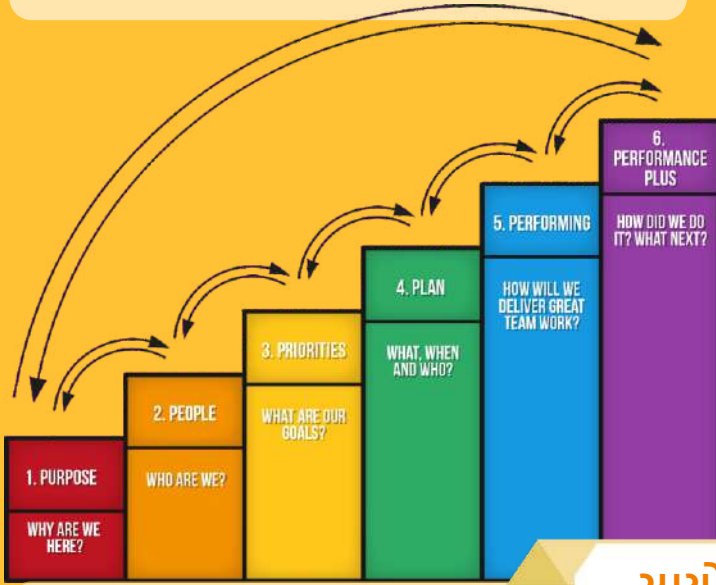 1. PURPOSE
WHY ARE WE
HERE?
2. PEOPLE
WHO ARE WE?
3. PRIORITIES
WHAT ARE OUR
GOALS?
4. PLAN
WHAT, WHEN
AND WHO?
5. PERFORMING
HOW WILL WE
DELIVER GREAT
TEAM WORK?
6.
PERFORMANCE
PLUS
HOW DID WE DO
IT? WHAT NEXT?